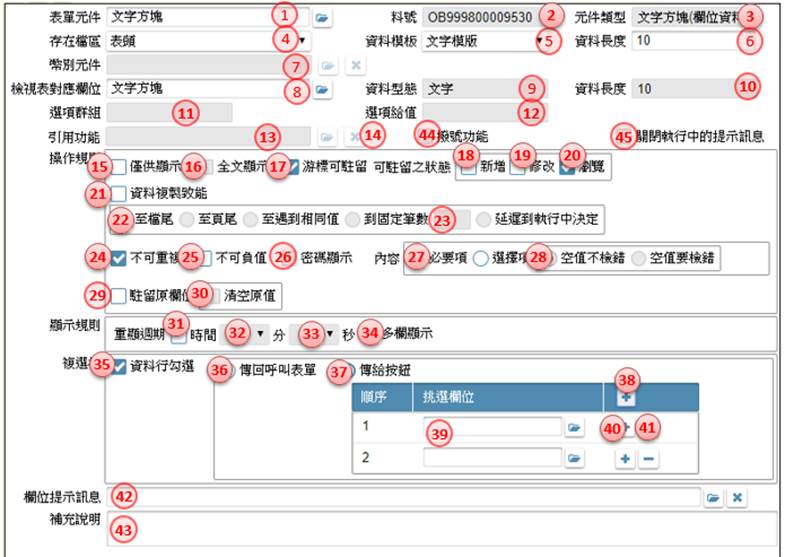 表單元件 文字方塊 1 料號 OB999800009530 2 元件類型 文字方塊(欄位資料 3
存在檔區 表頭 4 資料模板 文字模版 5 資料長度 10 6
幣別元件 7
檢視表對應欄位 文字方塊 8 資料型態 文字 9 資料長度 10 10
選項群組 11 選項給值 12
引用功能 13 14 44 撥號功能 45 關閉執行中的提示訊息
操作規則 15 僅供顯示 16 全文顯示 17 游標可駐留 可駐留之狀態 18 新增 19 修改 20 瀏覽
21 資料複製致能
22 至檔尾 至頁尾 至遇到相同值 到固定筆數 23 延遲到執行中決定
24 不可重複 25 不可負值 26 密碼顯示 內容 27 必要項 選擇項 28 空值不檢錯 空值要檢錯
29 駐留原欄位 30 清空原值
顯示規則 重顯週期 31 時間 32 分 33 秒 34 多欄顯示
複選 35 資料行勾選 36 傳回呼叫表單 37 傳給按鈕
順序 挑選欄位 38
1 39 40 41
2
欄位提示訊息 42
補充說明 43